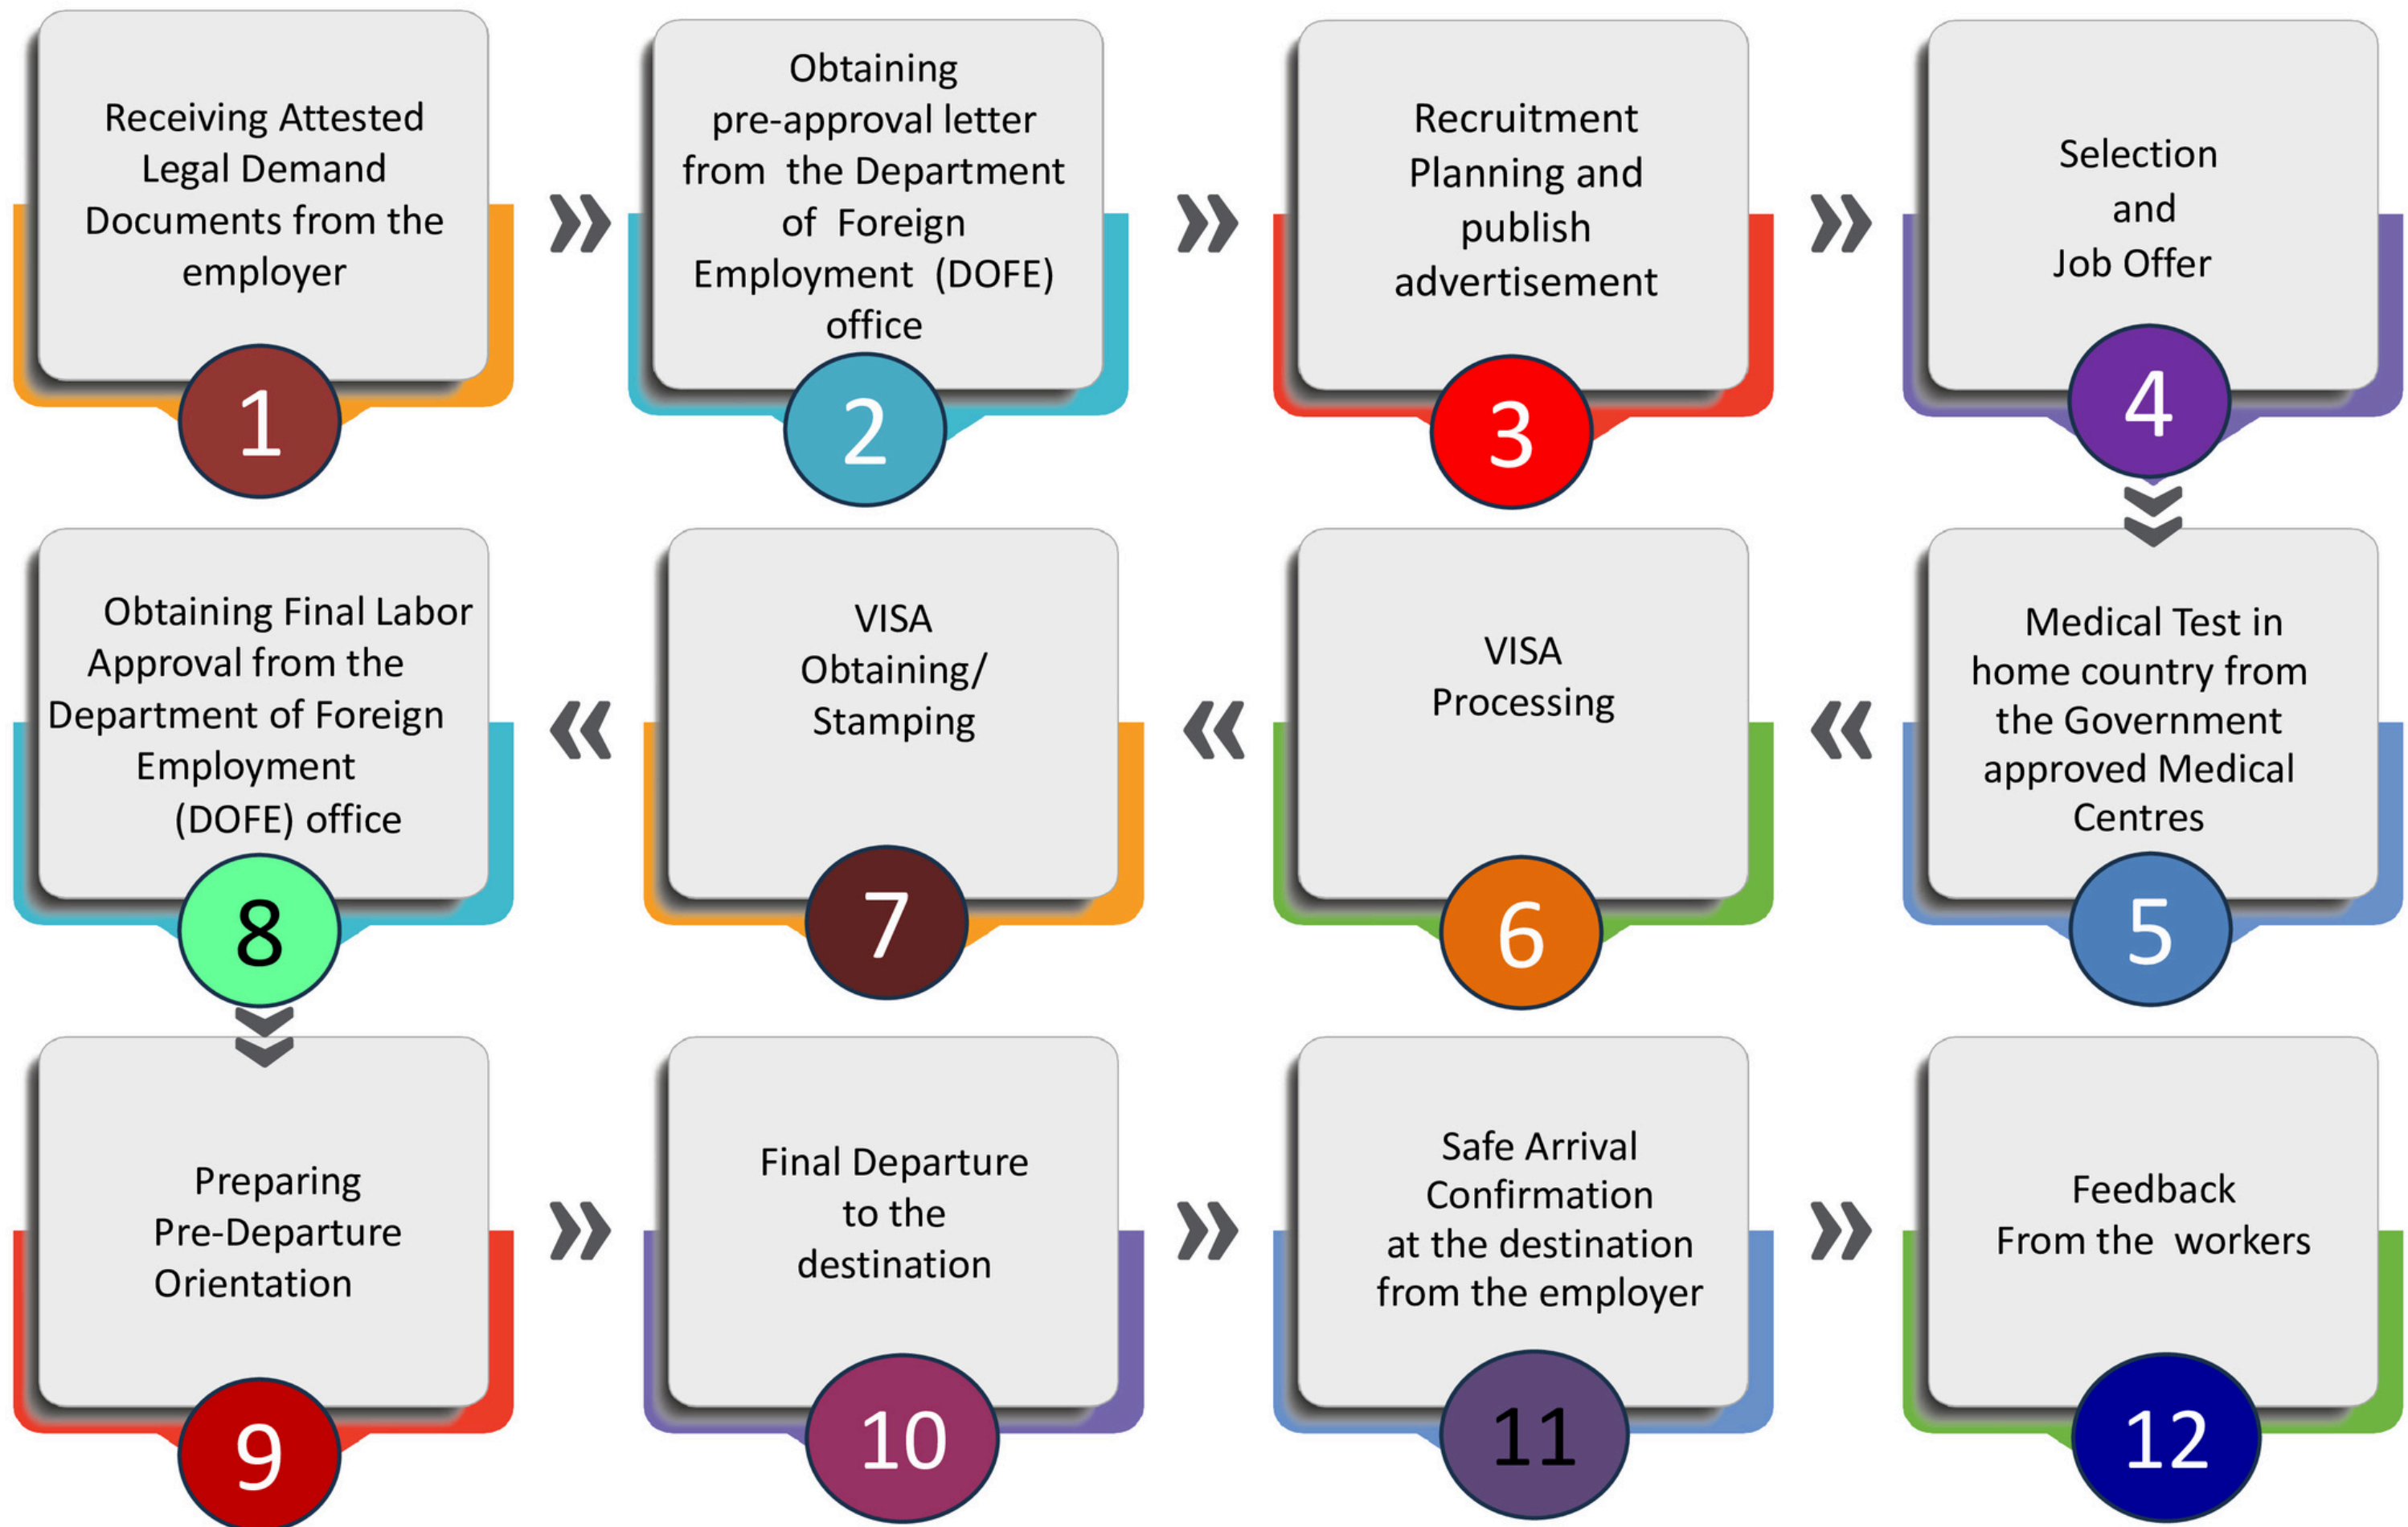 Receiving Attested
Legal Demand
Documents from the
employer
1
Obtaining
pre-approval letter
from the Department
of Foreign
Employment (DOFE)
office
2
Recruitment
Planning and
publish
advertisement
3
Selection
and
Job Offer
4
Medical Test in
home country from
the Government
approved Medical
Centres
5
VISA
Processing
6
VISA
Obtaining/
Stamping
7
Obtaining Final Labor
Approval from the
Department of Foreign
Employment
(DOFE) office
8
Preparing
Pre-Departure
Orientation
9
Final Departure
to the
destination
10
Safe Arrival
Confirmation
at the destination
from the employer
11
Feedback
From the workers
12